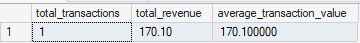 total_transactions total_revenue average_transaction_value
1 1 170.10 170.100000